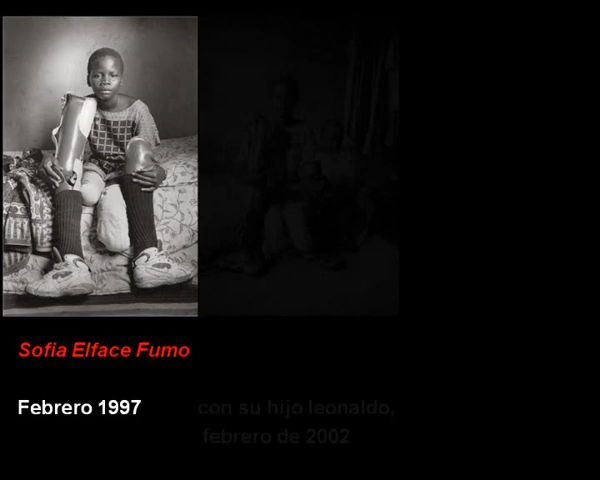 Sofia Elface Fumo
Febrero 1997
con su hijo leonaldo,
febrero de 2002